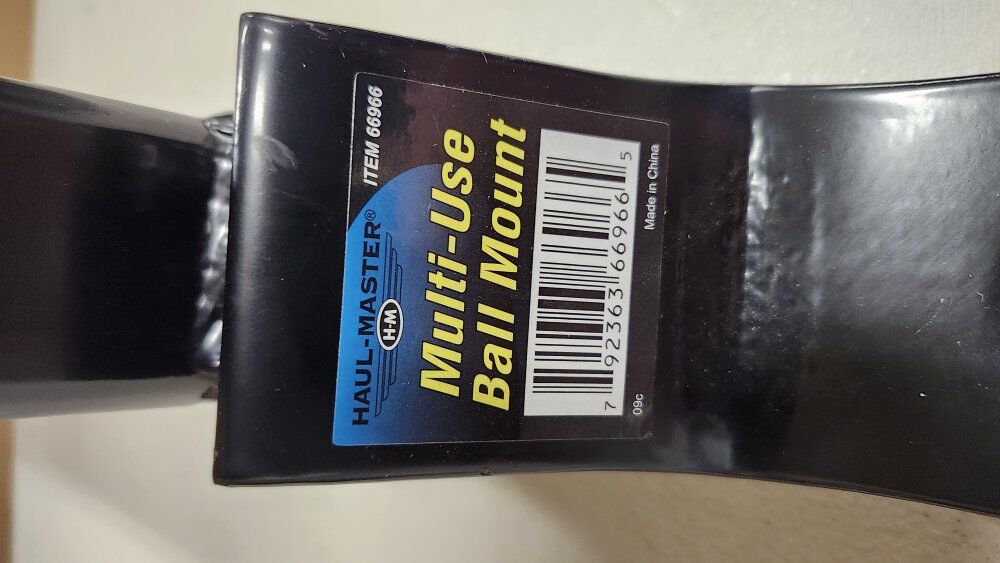 HAUL-MASTER®
H-M
ITEM 66966
Multi-Use
Ball Mount
7 92363 66966 5
09c
Made in China